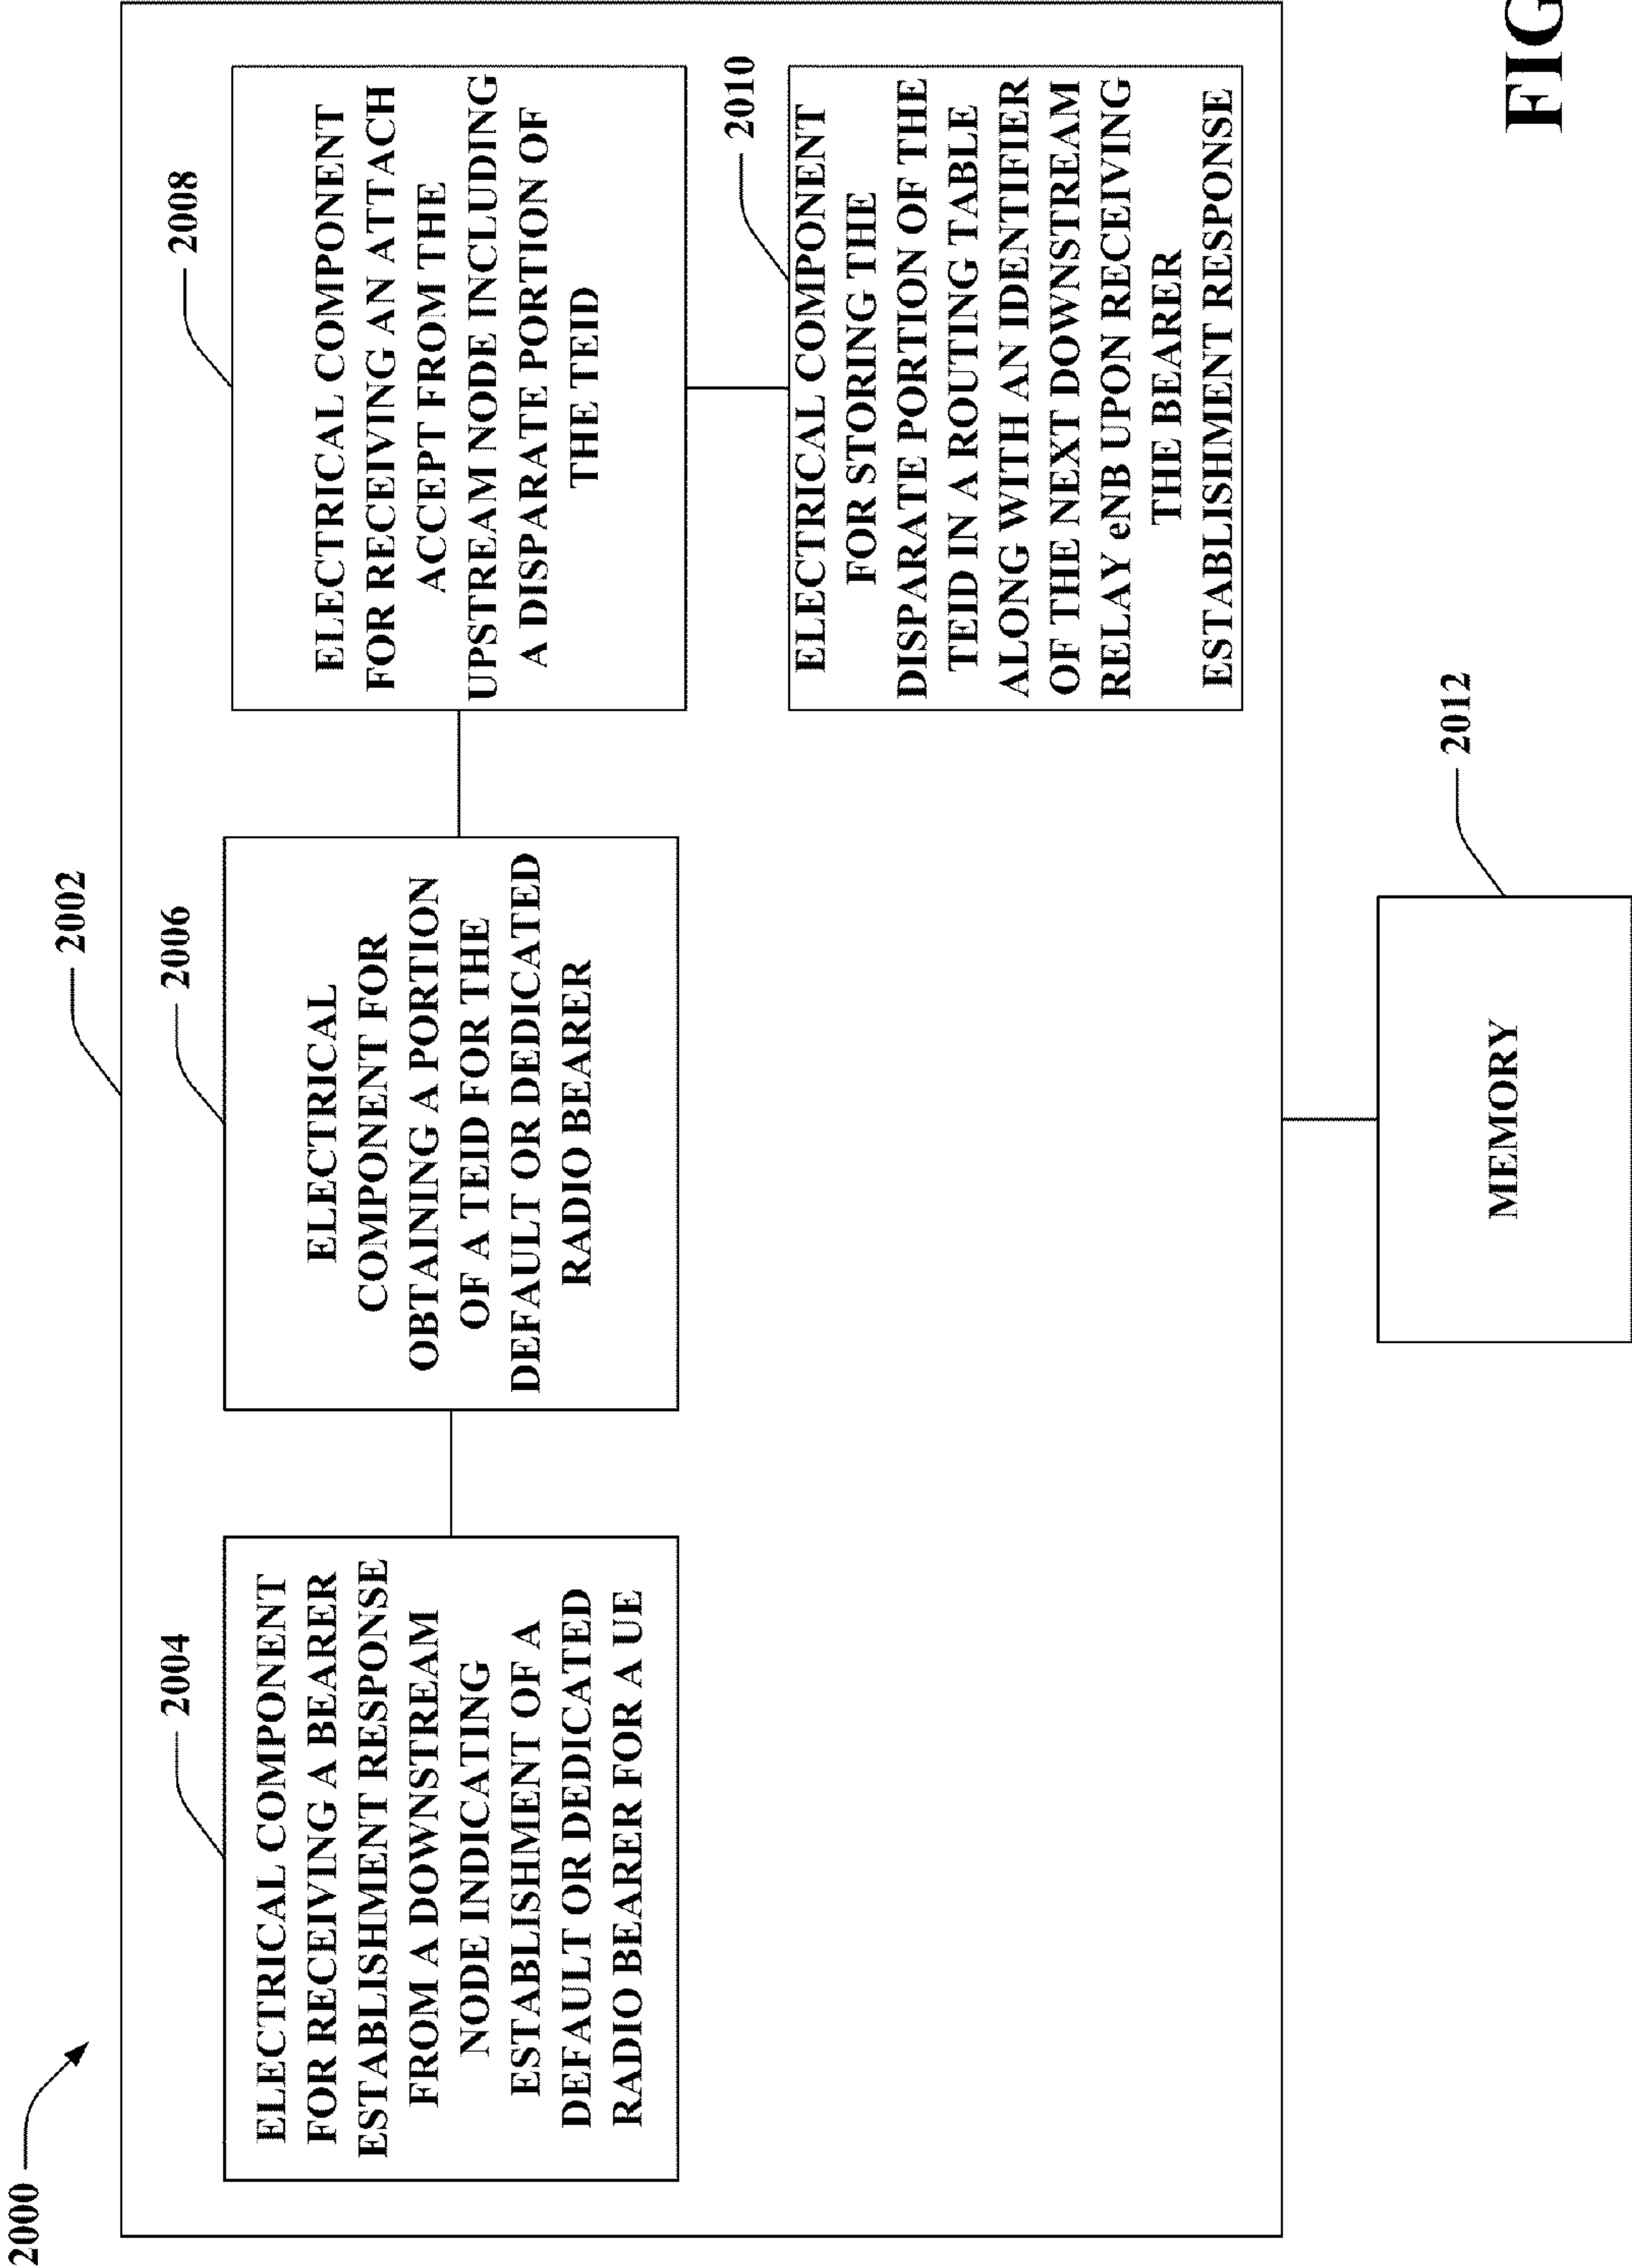 2000
2002
2004
ELECTRICAL COMPONENT
FOR RECEIVING A BEARER
ESTABLISHMENT RESPONSE
FROM A DOWNSTREAM
NODE INDICATING
ESTABLISHMENT OF A
DEFAULT OR DEDICATED
RADIO BEARER FOR A UE
2006
ELECTRICAL
COMPONENT FOR
OBTAINING A PORTION
OF A TEID FOR THE
DEFAULT OR DEDICATED
RADIO BEARER
2008
ELECTRICAL COMPONENT
FOR RECEIVING AN ATTACH
ACCEPT FROM THE
UPSTREAM NODE INCLUDING
A DISPARATE PORTION OF
THE TEID
2010
ELECTRICAL COMPONENT
FOR STORING THE
DISPARATE PORTION OF THE
TEID IN A ROUTING TABLE
ALONG WITH AN IDENTIFIER
OF THE NEXT DOWNSTREAM
RELAY eNB UPON RECEIVING
THE BEARER
ESTABLISHMENT RESPONSE
2012
MEMORY
FIG